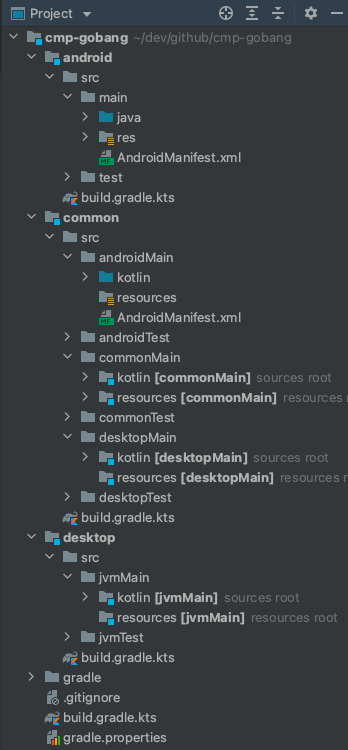 Project
cmp-gobang ~/dev/github/cmp-gobang
android
src
main
java
res
AndroidManifest.xml
test
build.gradle.kts
common
src
androidMain
kotlin
resources
AndroidManifest.xml
androidTest
commonMain
kotlin [commonMain] sources root
resources [commonMain] resources r
commonTest
desktopMain
kotlin [desktopMain] sources root
resources [desktopMain] resources r
desktopTest
build.gradle.kts
desktop
src
jvmMain
kotlin [jvmMain] sources root
resources [jvmMain] resources root
jvmTest
build.gradle.kts
gradle
.gitignore
build.gradle.kts
gradle.properties